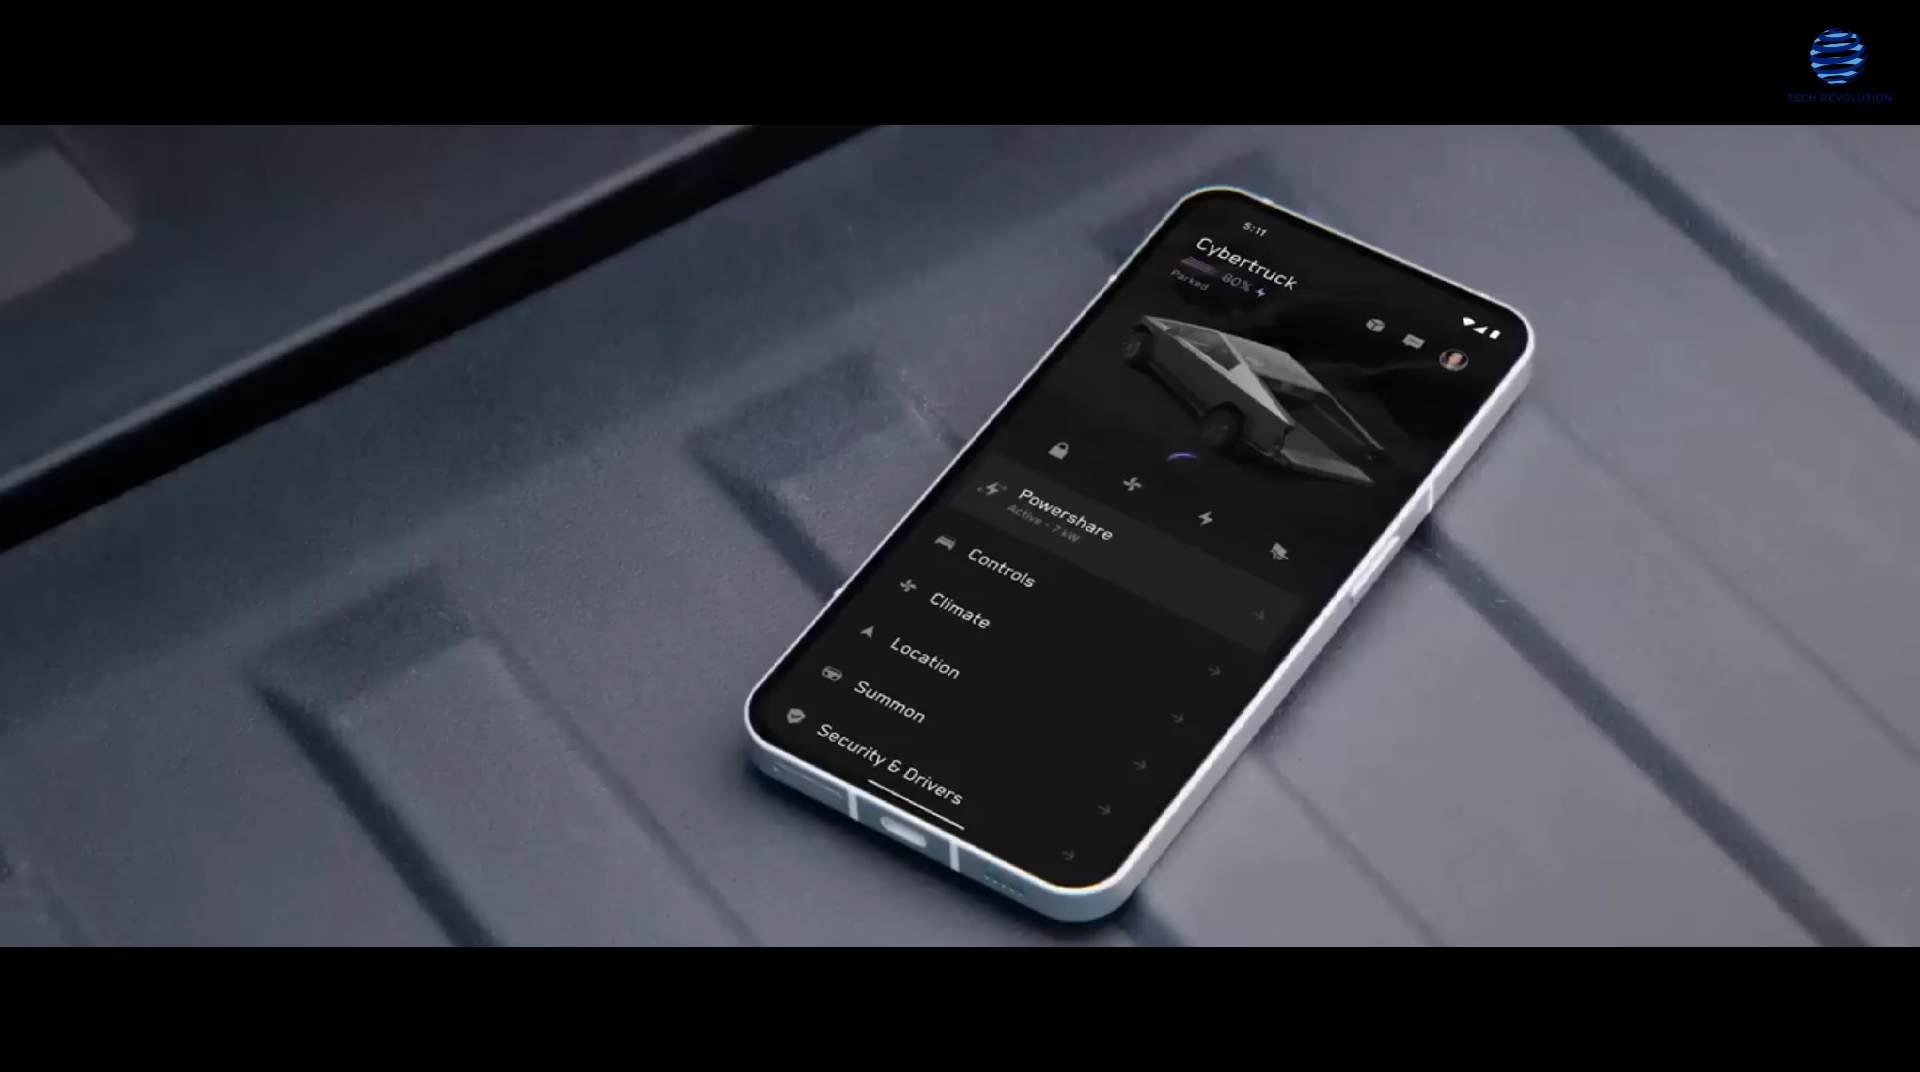 TECH REVOLUTION
5:11
Cybertruck
80%
Parked
Powershare
Active - 7 kW
Controls
Climate
Location
Summon
Security & Drivers